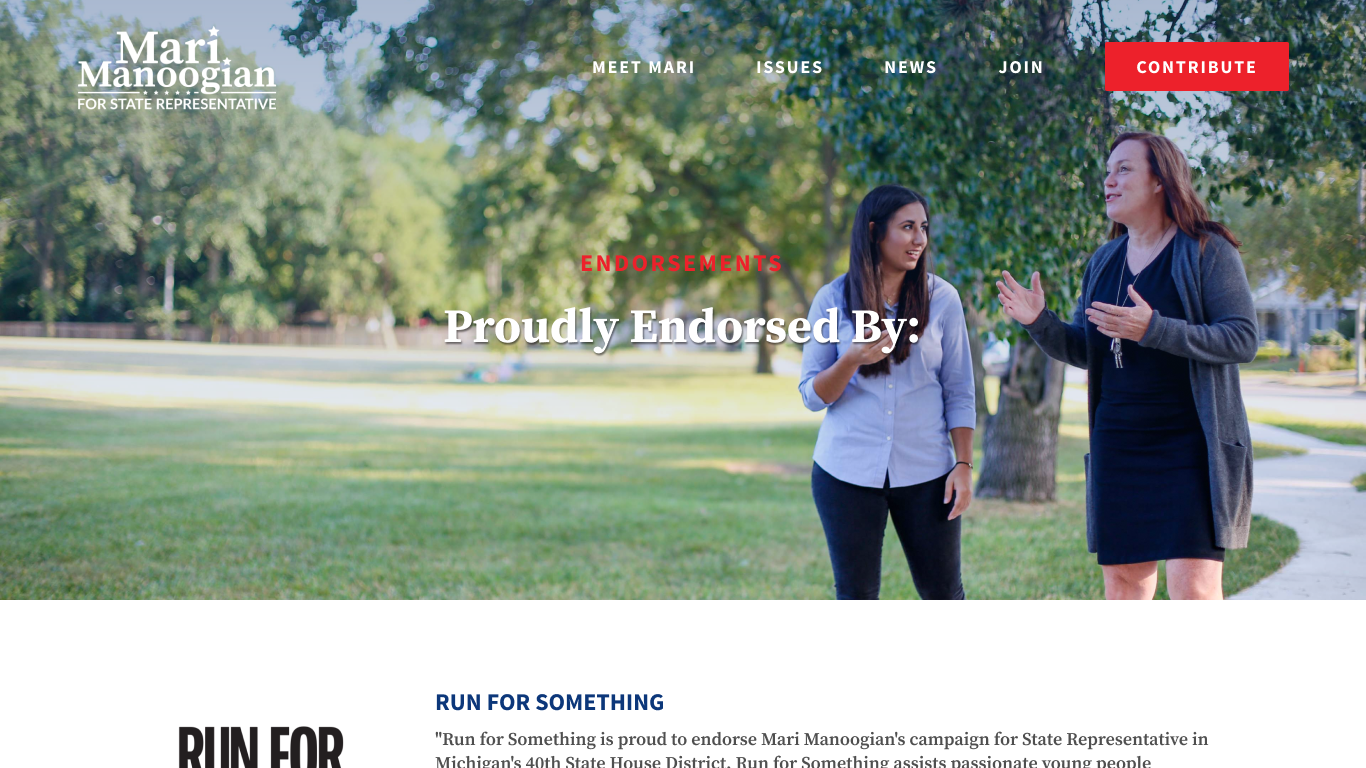 Mari
Manoogian
FOR STATE REPRESENTATIVE
MEET MARI
ISSUES
NEWS
JOIN
CONTRIBUTE
ENDORSEMENTS
Proudly Endorsed By:
RUN FOR SOMETHING
RUN FOR
"Run for Something is proud to endorse Mari Manoogian's campaign for State Representative in
Michigan's 40th State House District. Run for Something assists passionate young people